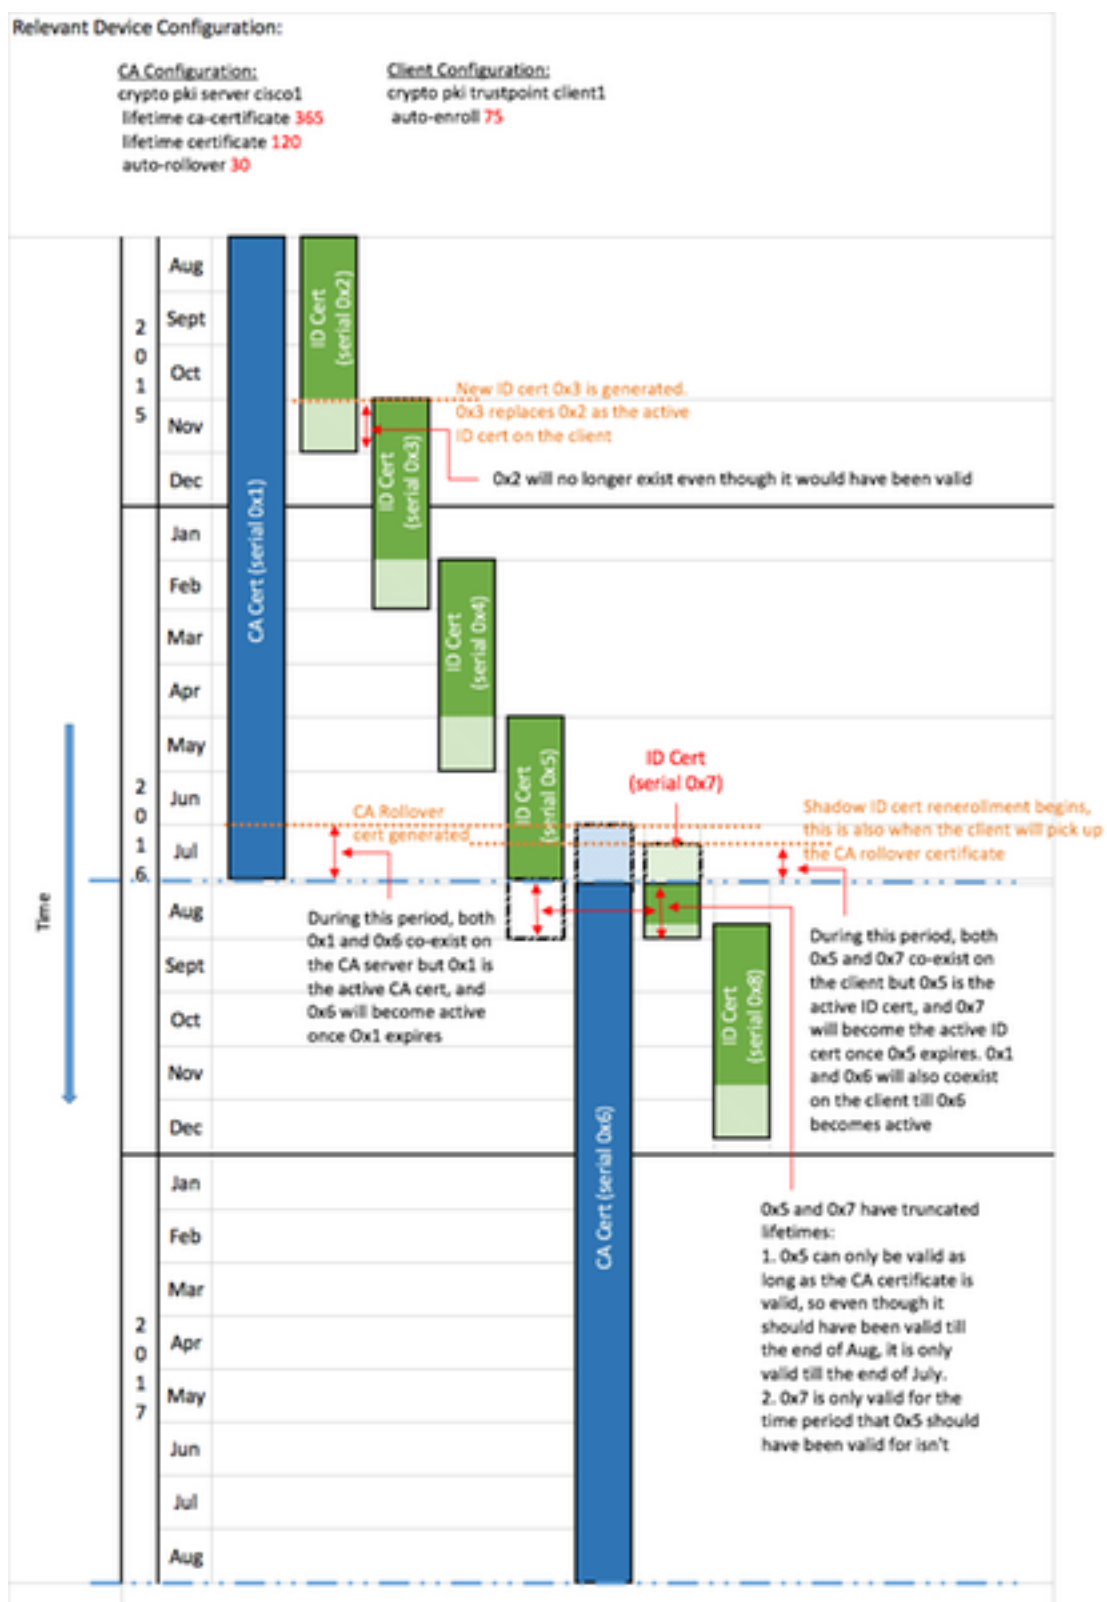 Relevant Device Configuration:
CA Configuration:
crypto pki server cisco1
lifetime ca-certificate 365
lifetime certificate 120
auto-rollover 30
Client Configuration:
crypto pki trustpoint client1
auto-enroll 75
Time
2015
Aug
Sept
Oct
Nov
Dec
2016
Jan
Feb
Mar
Apr
May
Jun
Jul
Aug
Sept
Oct
Nov
Dec
2017
Jan
Feb
Mar
Apr
May
Jun
Jul
Aug
CA Cert (serial 0x1)
ID Cert
(serial 0x2)
ID Cert
(serial 0x3)
ID Cert
(serial 0x4)
ID Cert
(serial 0x5)
CA Cert (serial 0x6)
ID Cert
(serial 0x7)
ID Cert
(serial 0x8)
New ID cert 0x3 is generated.
0x3 replaces 0x2 as the active
ID cert on the client
0x2 will no longer exist even though it would have been valid
CA Rollover
cert generated
Shadow ID cert renerollment begins,
this is also when the client will pick up
the CA rollover certificate
During this period, both
0x1 and 0x6 co-exist on
the CA server but 0x1 is
the active CA cert, and
0x6 will become active
once Ox1 expires
During this period, both
0x5 and 0x7 co-exist on
the client but 0x5 is the
active ID cert, and 0x7
will become the active ID
cert once 0x5 expires. 0x1
and 0x6 will also coexist
on the client till 0x6
becomes active
0x5 and 0x7 have truncated
lifetimes:
1. 0x5 can only be valid as
long as the CA certificate is
valid, so even though it
should have been valid till
the end of Aug, it is only
valid till the end of July.
2. 0x7 is only valid for the
time period that 0x5 should
have been valid for isn't